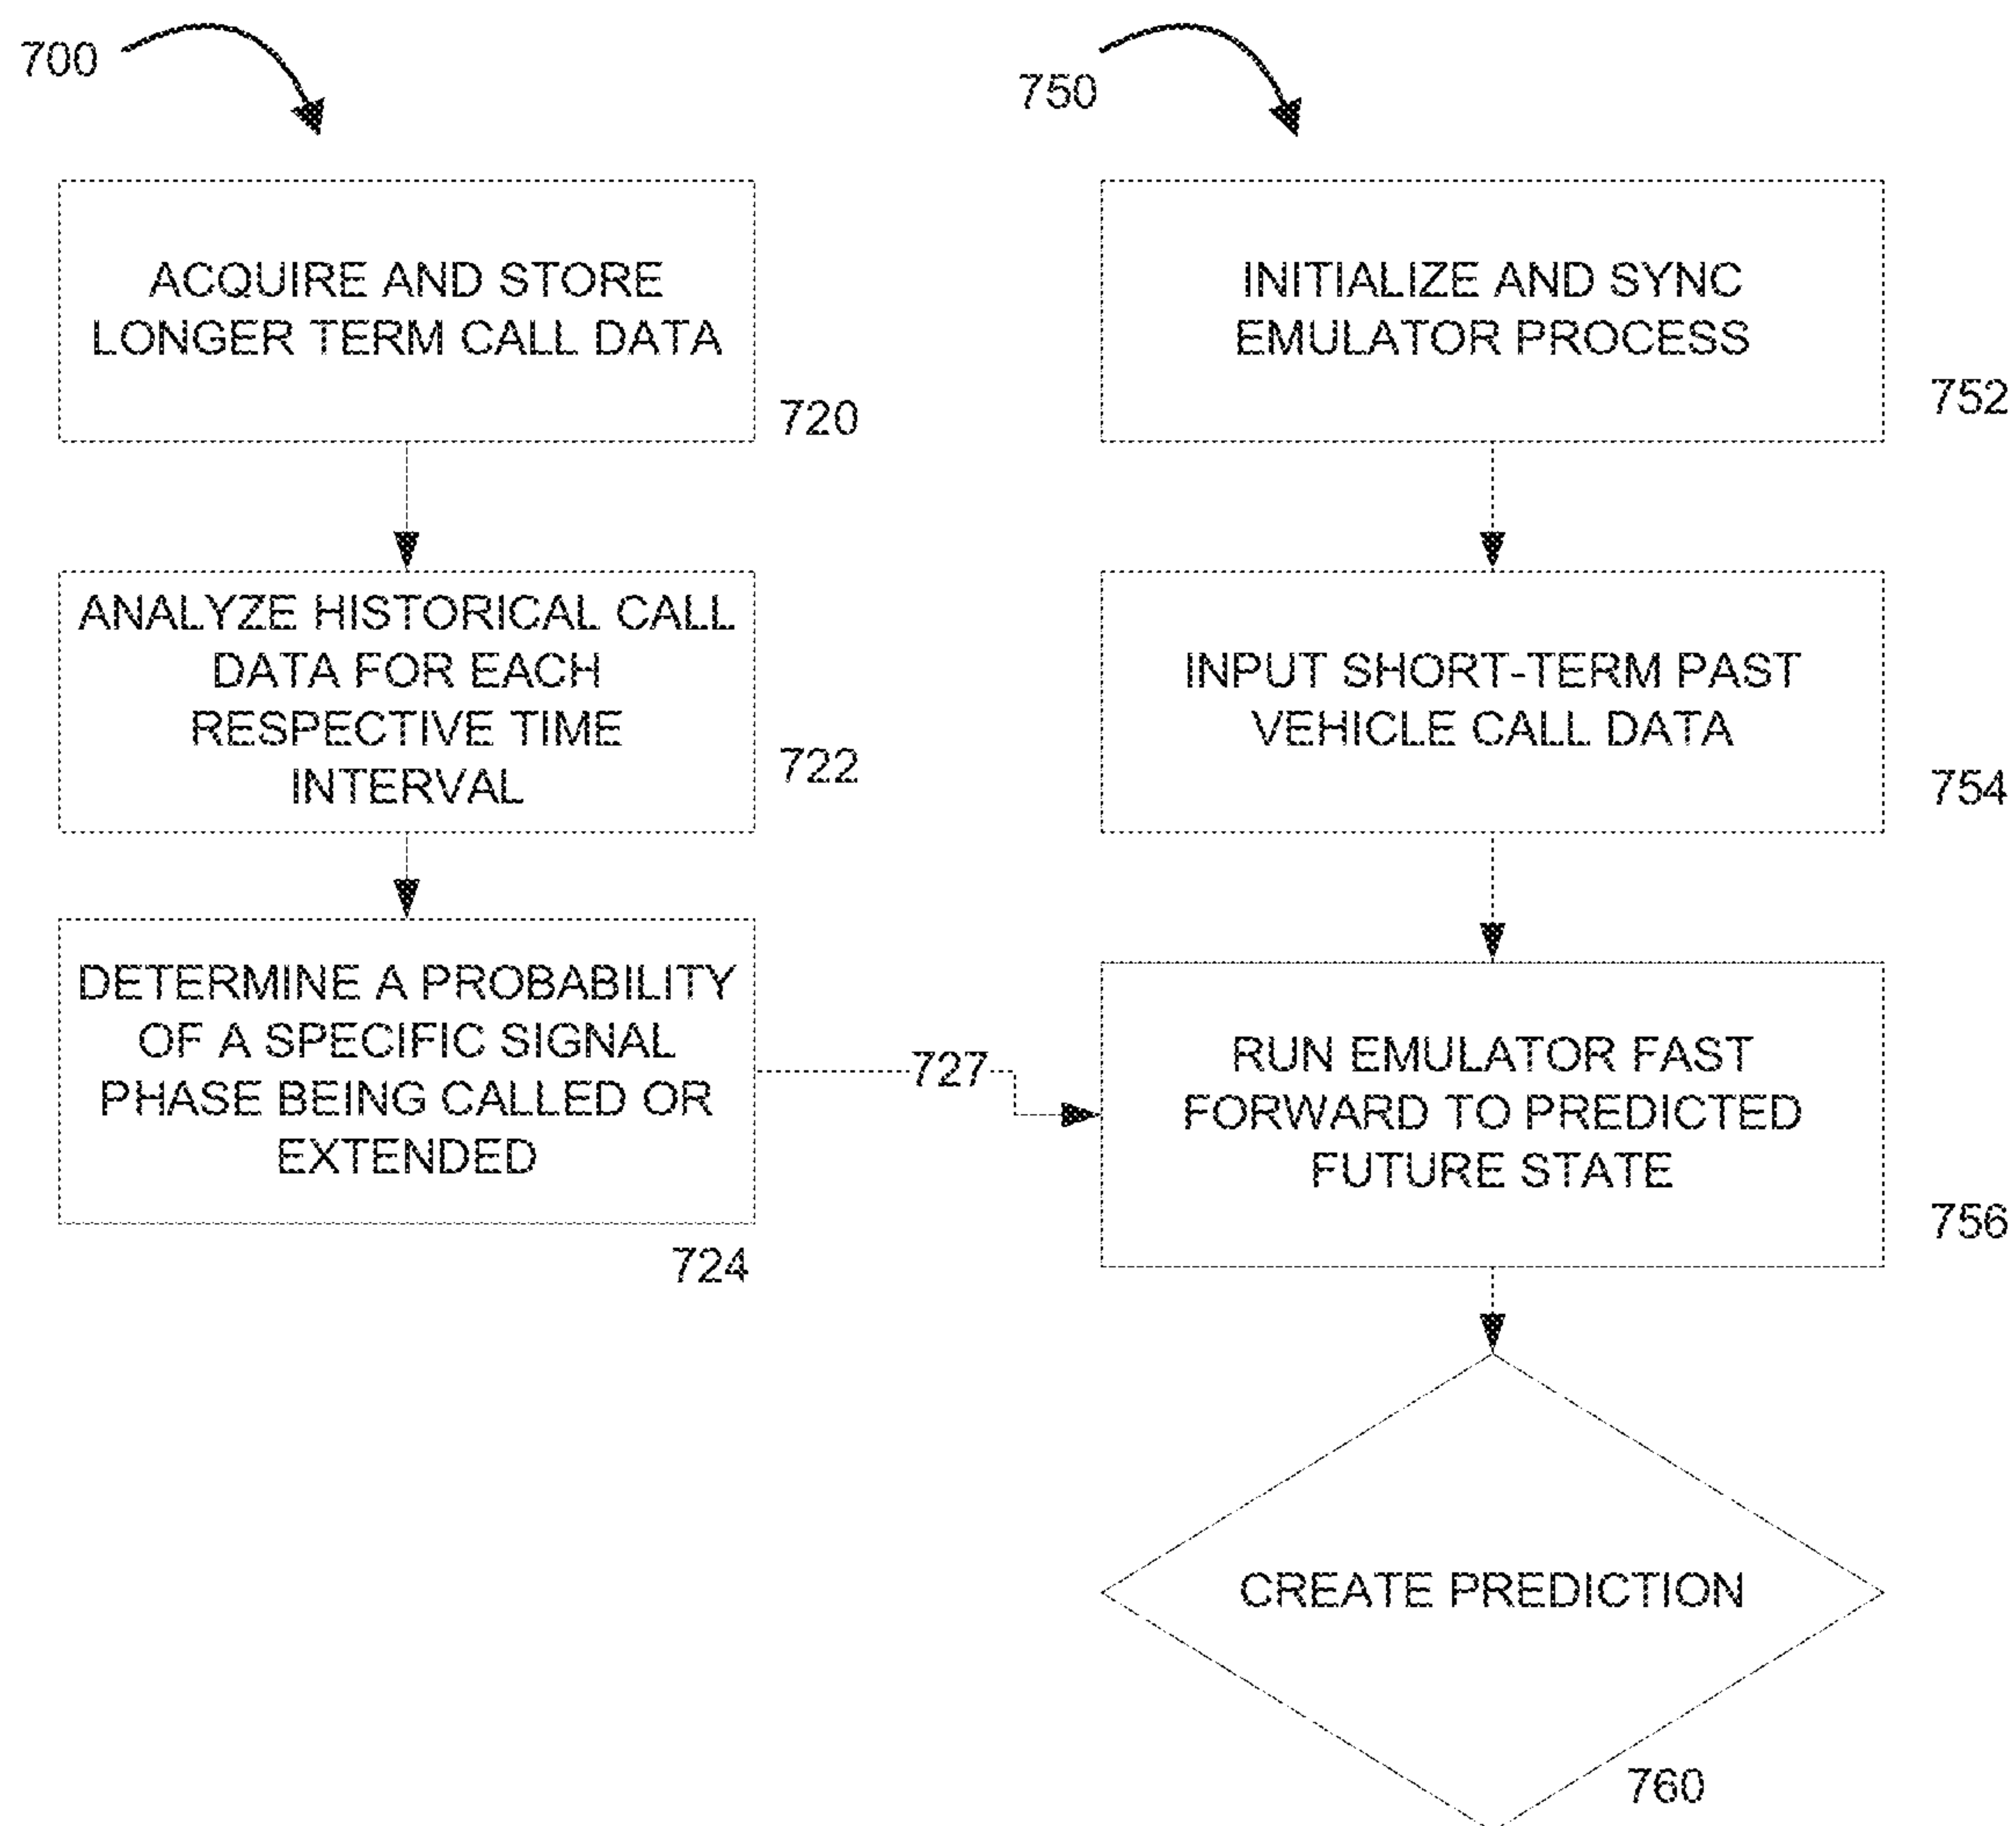 700
ACQUIRE AND STORE
LONGER TERM CALL DATA
720
ANALYZE HISTORICAL CALL
DATA FOR EACH
RESPECTIVE TIME
INTERVAL
722
DETERMINE A PROBABILITY
OF A SPECIFIC SIGNAL
PHASE BEING CALLED OR
EXTENDED
724
727
750
INITIALIZE AND SYNC
EMULATOR PROCESS
752
INPUT SHORT-TERM PAST
VEHICLE CALL DATA
754
RUN EMULATOR FAST
FORWARD TO PREDICTED
FUTURE STATE
756
CREATE PREDICTION
760